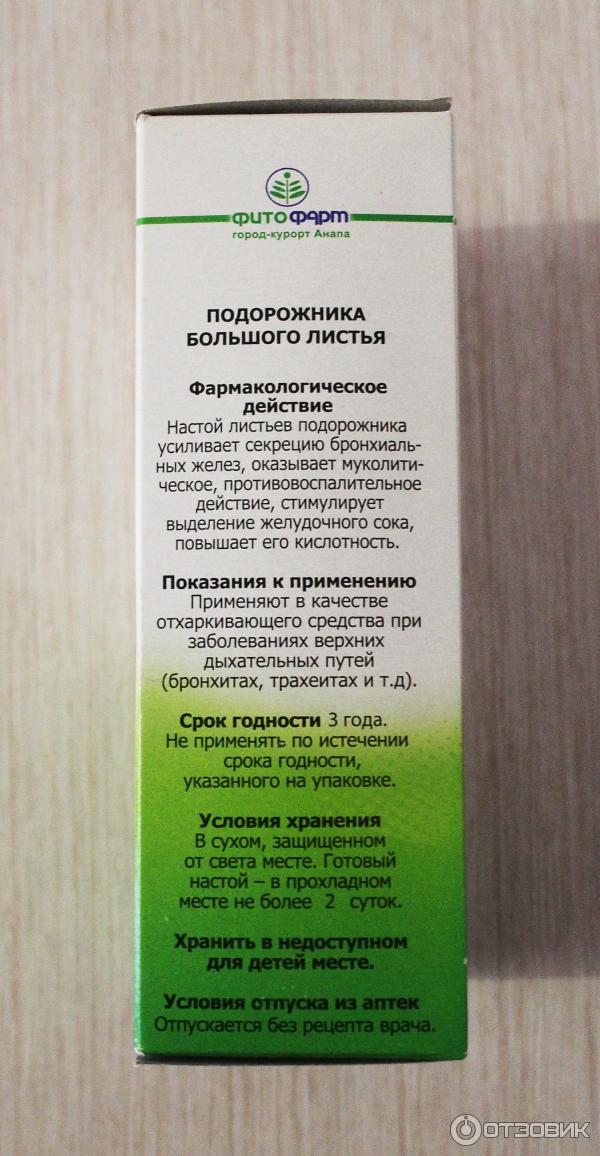 ФИТОФАРМ
город-курорт Анапа
ПОДОРОЖНИКА
БОЛЬШОГО ЛИСТЬЯ
Фармакологическое
действие
Настой листьев подорожника
усиливает секрецию бронхиаль-
ных желез, оказывает муколити-
ческое, противовоспалительное
действие, стимулирует
выделение желудочного сока,
повышает его кислотность.
Показания к применению
Применяют в качестве
отхаркивающего средства при
заболеваниях верхних
дыхательных путей
(бронхитах, трахеитах и т.д).
Срок годности 3 года.
Не применять по истечении
срока годности,
указанного на упаковке.
Условия хранения
В сухом, защищенном
от света месте. Готовый
настой – в прохладном
месте не более 2 суток.
Хранить в недоступном
для детей месте.
Условия отпуска из аптек
Отпускается без рецепта врача.
ОТЗОВИК